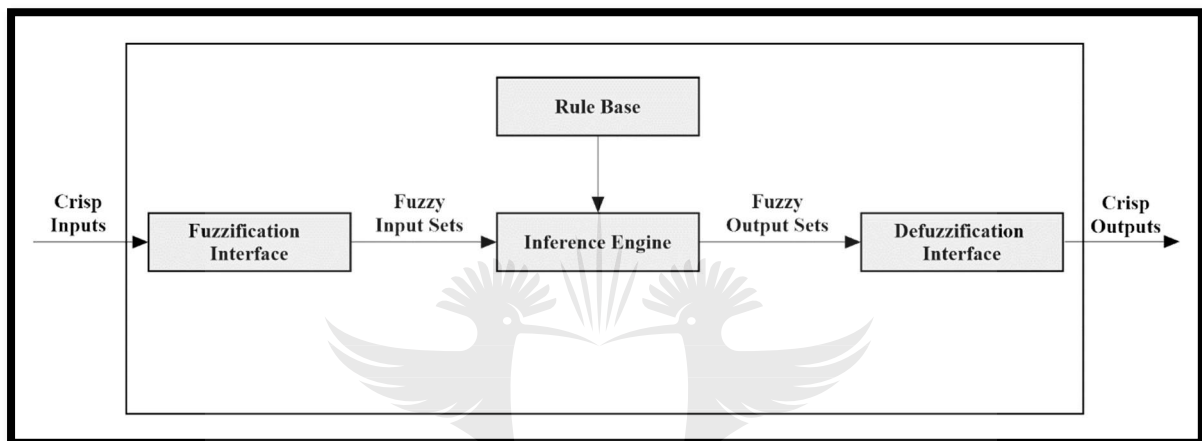 Rule Base
Crisp
Inputs
Fuzzification
Interface
Fuzzy
Input Sets
Inference Engine
Fuzzy
Output Sets
Defuzzification
Interface
Crisp
Outputs